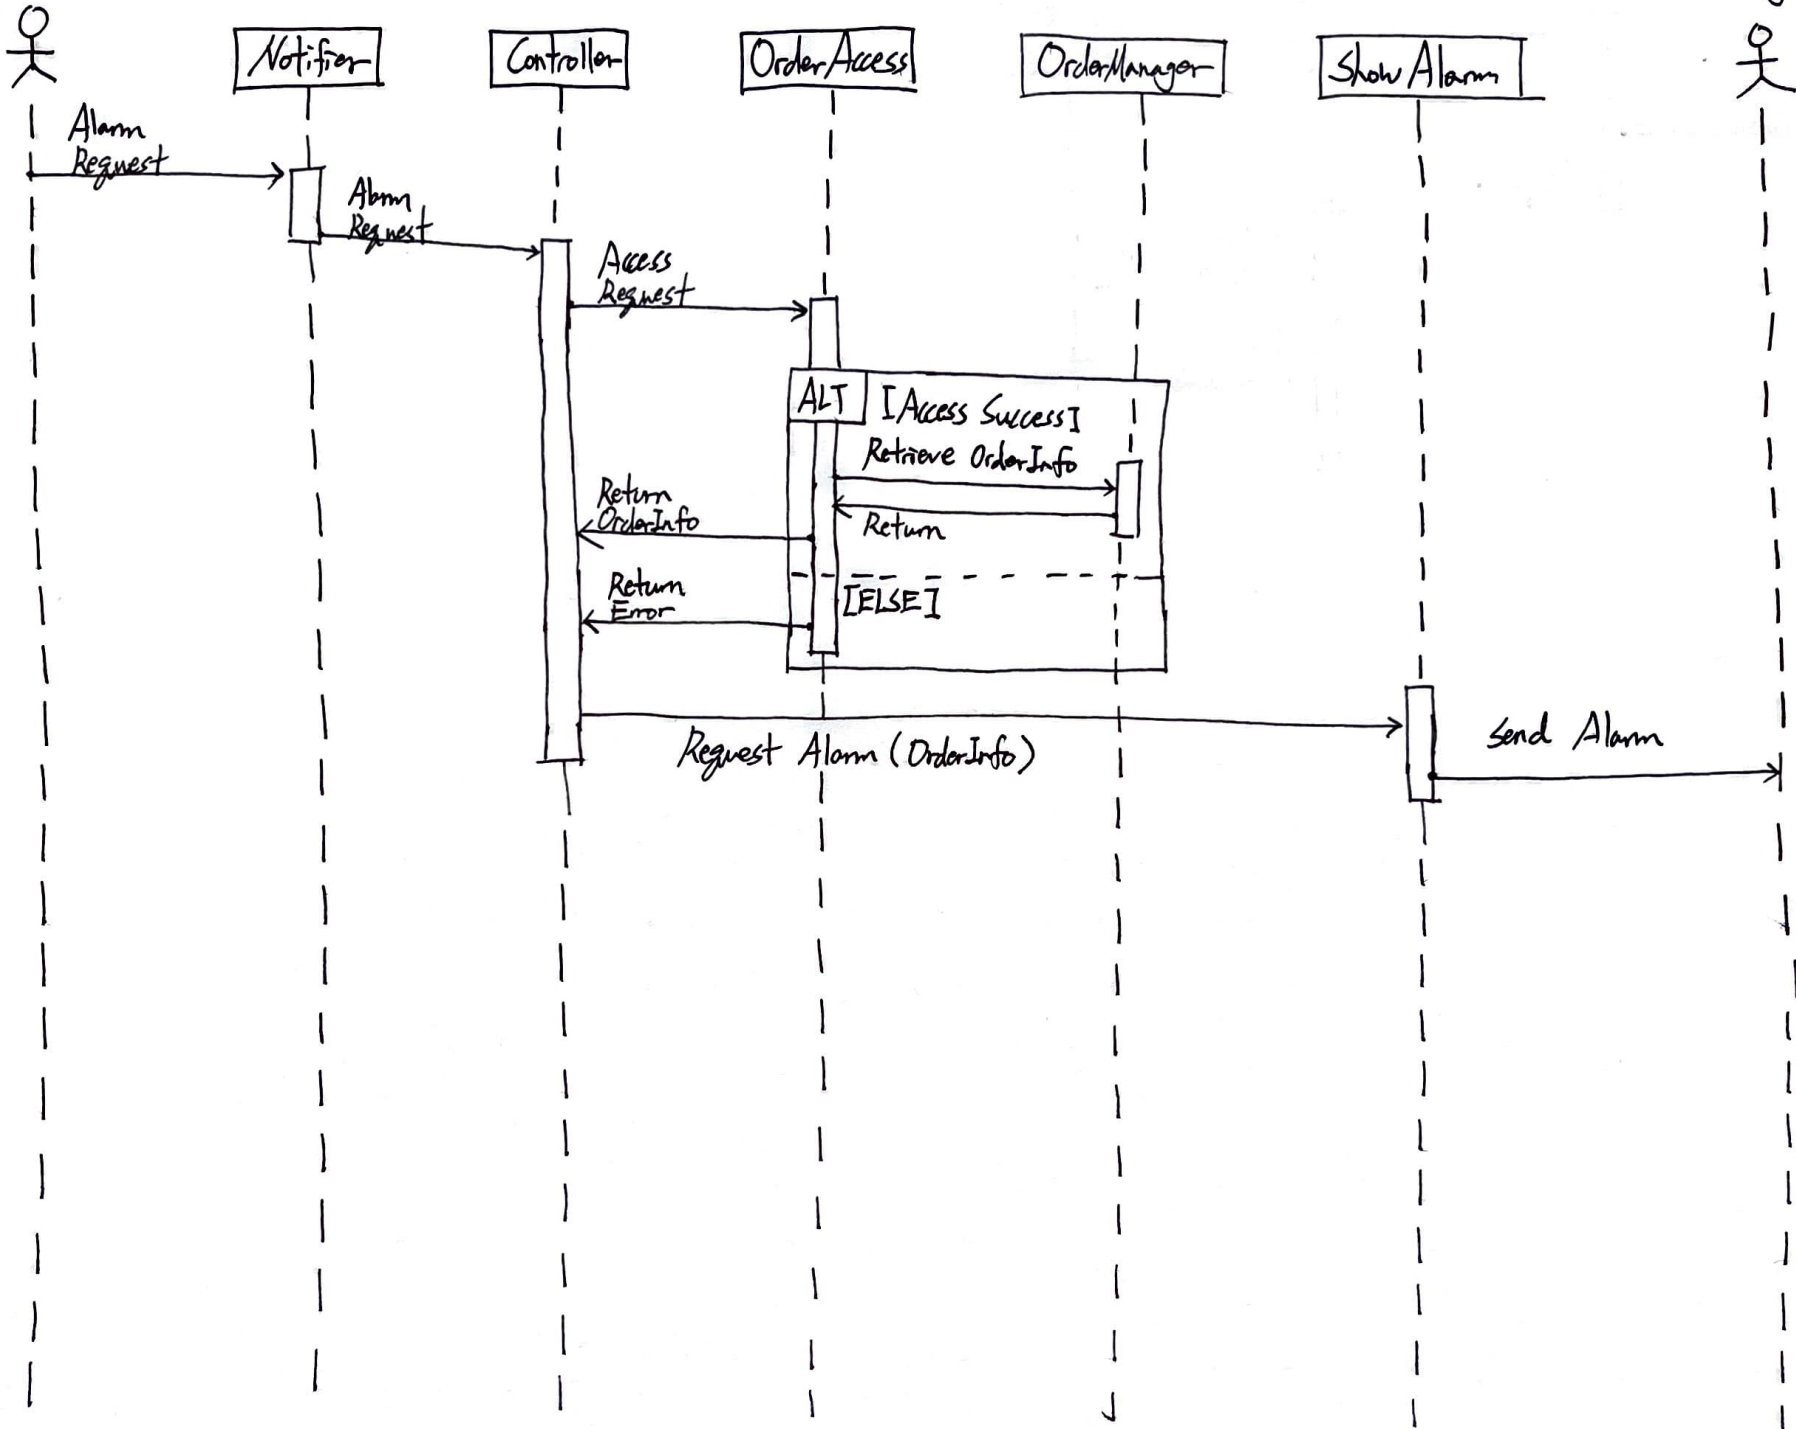 Notifier
Controller
OrderAccess
OrderManager
Show Alarm
Alarm
Request
Alarm
Request
Access
Request
ALT
[Access Success]
Retrieve OrderInfo
Return
OrderInfo
Return
Return
Error
[ELSE]
Request Alarm (OrderInfo)
Send Alarm